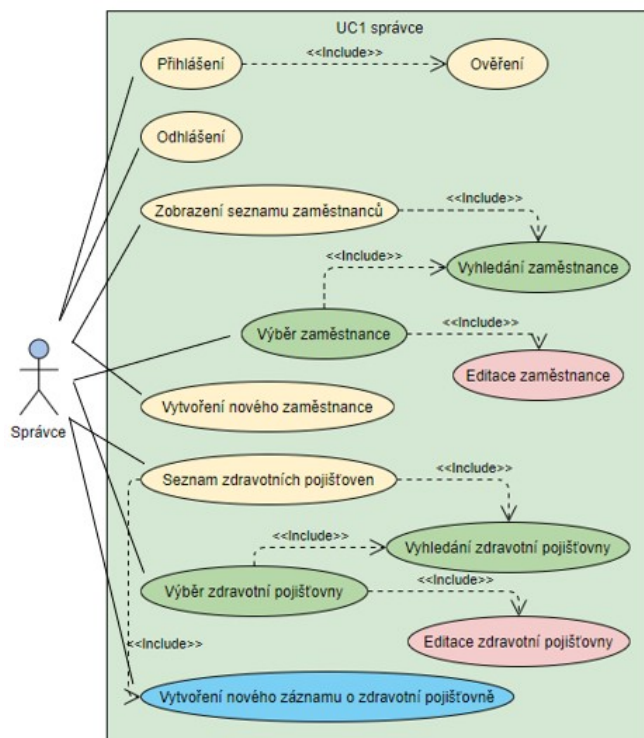 UC1 správce
<<Include>>
Přihlášení
Ověření
Odhlášení
<<Include>>
Zobrazení seznamu zaměstnanců
<<Include>>
Vyhledání zaměstnance
<<Include>>
Výběr zaměstnance
Editace zaměstnance
Vytvoření nového zaměstnance
Správce
<<Include>>
Seznam zdravotních pojišťoven
<<Include>>
Vyhledání zdravotní pojišťovny
<<Include>>
Výběr zdravotní pojišťovny
Editace zdravotní pojišťovny
<<Include>>
Vytvoření nového záznamu o zdravotní pojišťovně